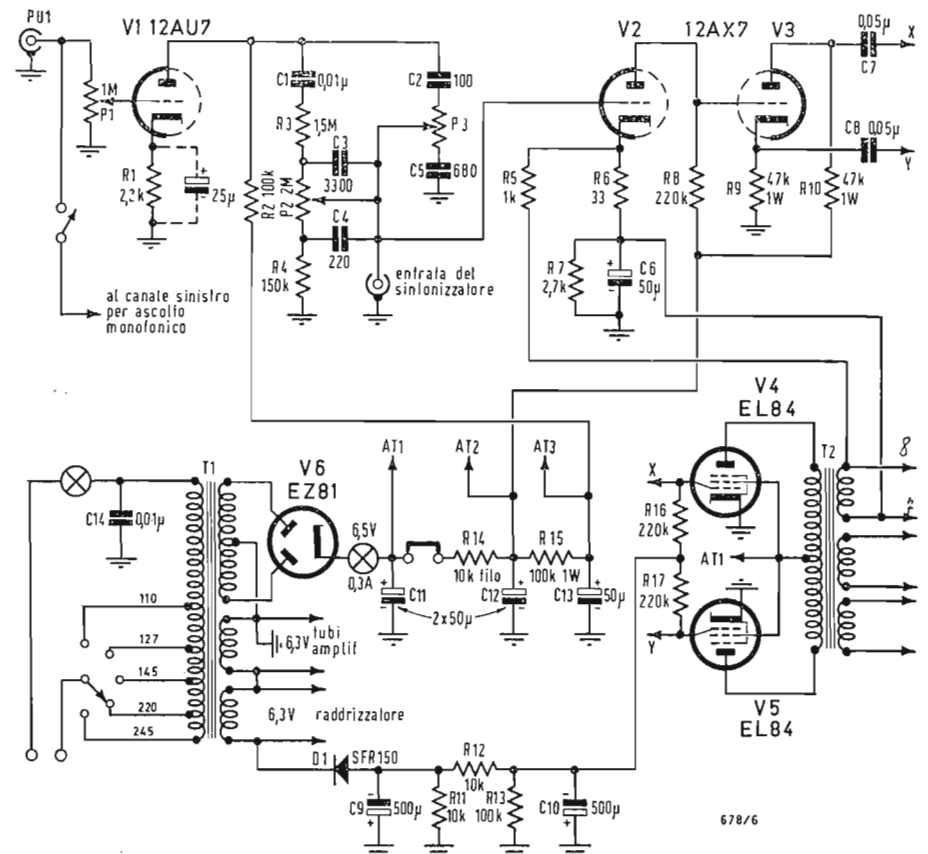 PU1
V1 12AU7
V2
12AX7
V3
0,05µ
C7
X
1M
P1
C1
0,01µ
C2
100
R3
1,5M
P3
C8 0,05µ
Y
R1
2,2k
25µ
R2 100k
P2 2M
C3
3300
C5
680
R5
1k
R6
33
R8
220k
R9
47k
1W
R10
47k
1W
C4
220
R4
150k
entrata del
sintonizzatore
R7
2,7k
C6
50µ
al canale sinistro
per ascolto
monofonico
V4
EL84
T1
V6
EZ81
AT1
AT2
AT3
X
T2
8
C14
0,01µ
6,5V
0,3A
R14
10k filo
R15
100k 1W
R16
220k
AT1
C11
2x50µ
C12
C13
50µ
R17
220k
110
127
145
220
245
6,3V
tubi
amplif
Y
6,3V raddrizzatore
V5
EL84
D1
SFR150
R12
10k
C9
500µ
R11
10k
R13
100k
C10
500µ
678/6